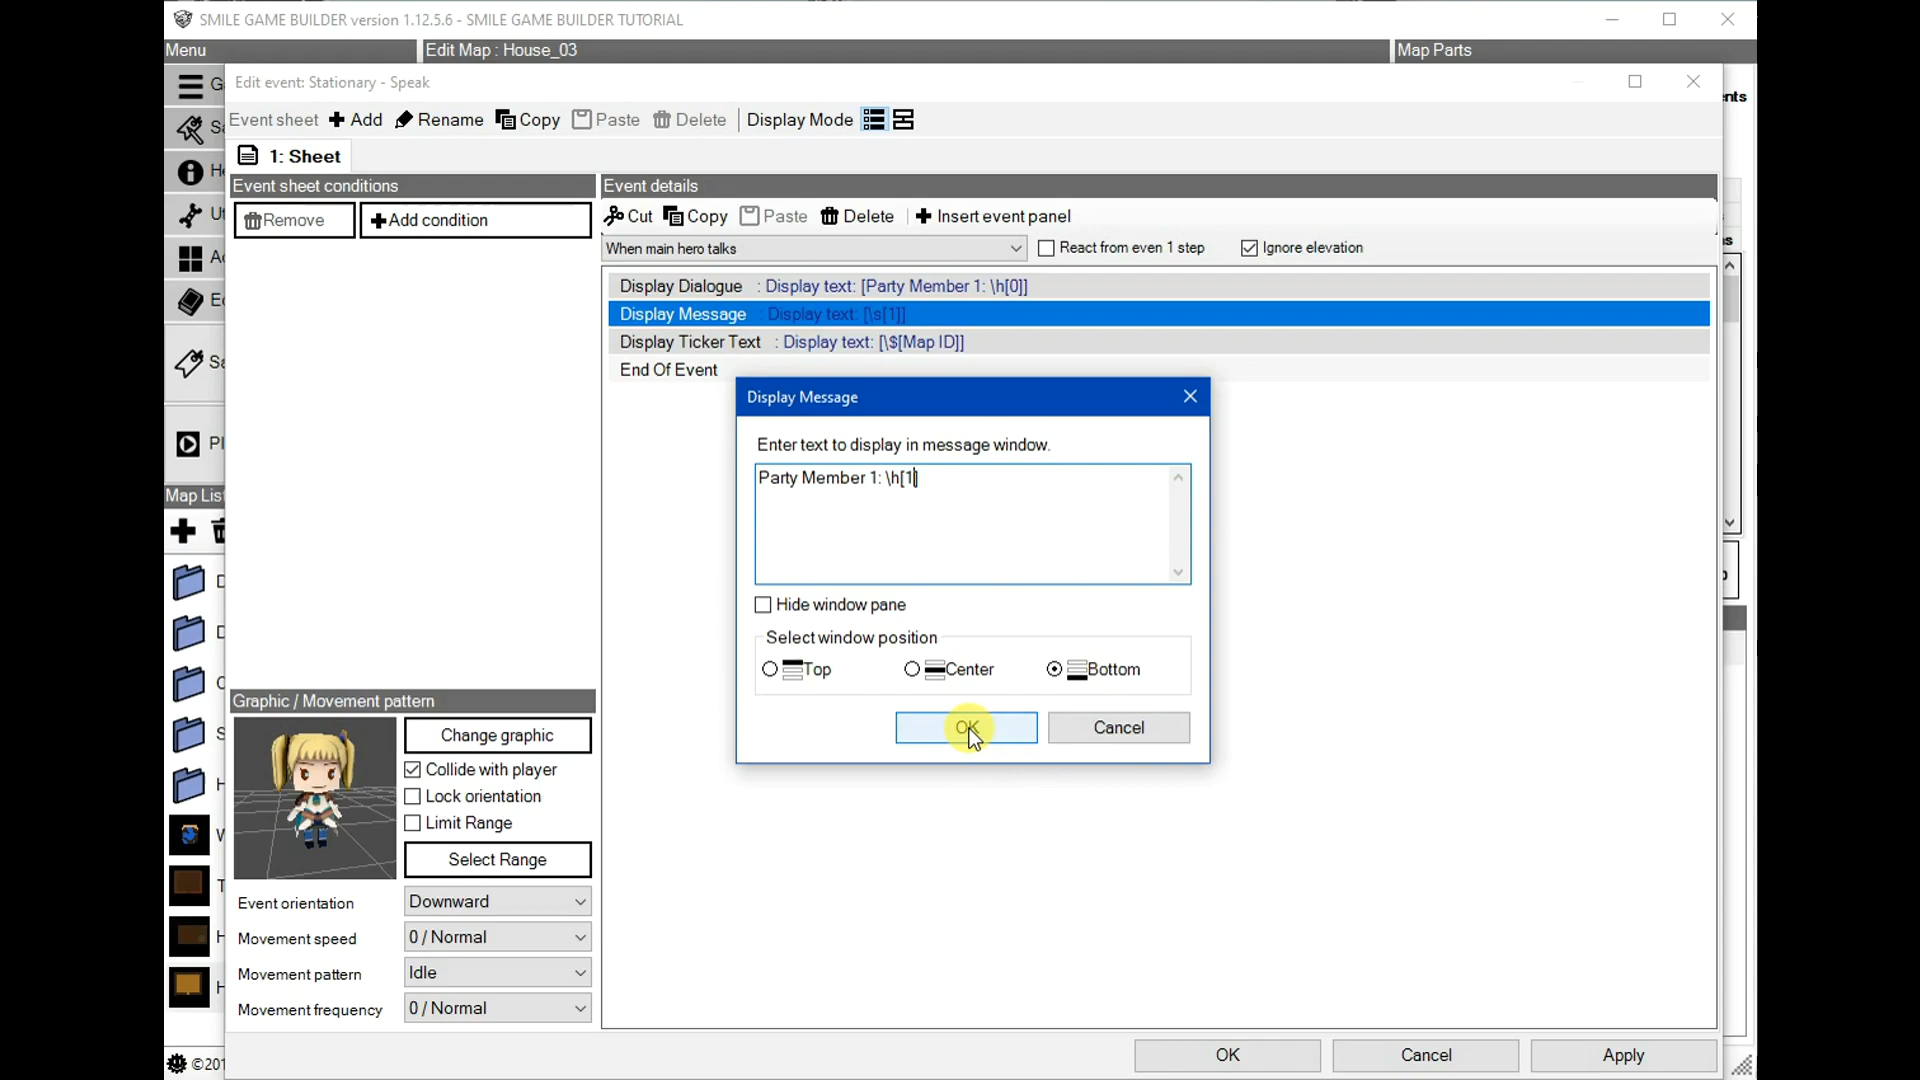 SMILE GAME BUILDER version 1.12.5.6 - SMILE GAME BUILDER TUTORIAL
Menu
Edit Map : House_03
Map Parts
Edit event: Stationary - Speak
Event sheet
Add
Rename
Copy
Paste
Delete
Display Mode
1: Sheet
Event sheet conditions
Remove
Add condition
Event details
Cut
Copy
Paste
Delete
Insert event panel
When main hero talks
React from even 1 step
Ignore elevation
Display Dialogue : Display text: [Party Member 1: \h[0]]
Display Message : Display text: [\s[1]]
Display Ticker Text : Display text: [\$[Map ID]]
End Of Event
Display Message
Enter text to display in message window.
Party Member 1: \h[1]
Hide window pane
Select window position
Top
Center
Bottom
OK
Cancel
Map Lis
Graphic / Movement pattern
Change graphic
Collide with player
Lock orientation
Limit Range
Select Range
Event orientation
Downward
Movement speed
0 / Normal
Movement pattern
Idle
Movement frequency
0 / Normal
OK
Cancel
Apply
©201